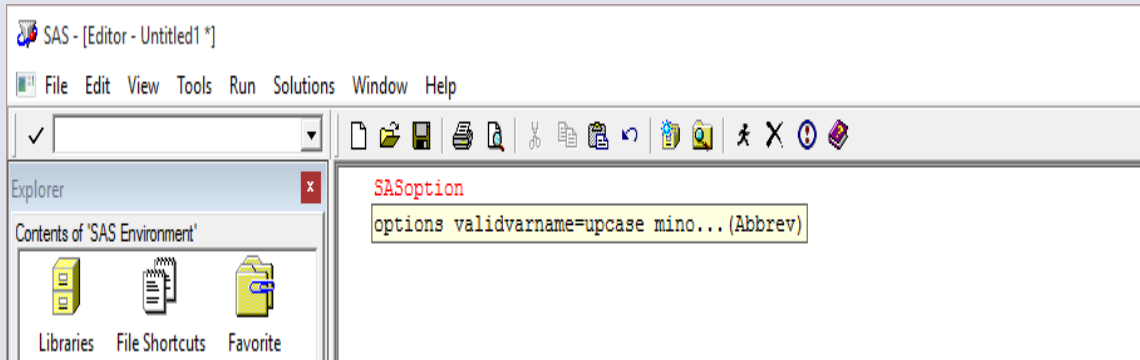 SAS - [Editor - Untitled1 *]
File Edit View Tools Run Solutions Window Help
Explorer
Contents of 'SAS Environment'
Libraries File Shortcuts Favorite
SASoption
options validvarname=upcase mino...(Abbrev)